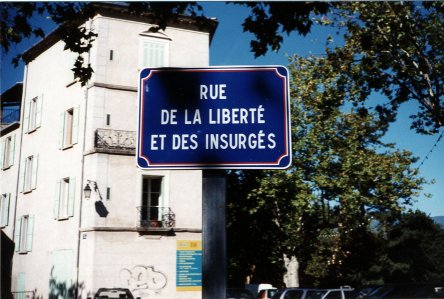 RUE
DE LA LIBERTÉ
ET DES INSURGÉS